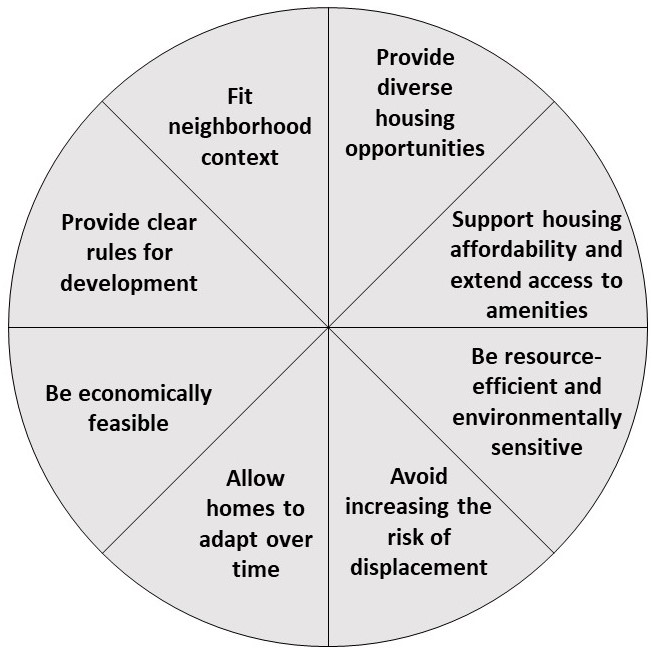 Provide
diverse
housing
opportunities
Support housing
affordability and
extend access to
amenities
Be resource-
efficient and
environmentally
sensitive
Avoid
increasing the
risk of
displacement
Allow
homes to
adapt over
time
Be economically
feasible
Provide clear
rules for
development
Fit
neighborhood
context